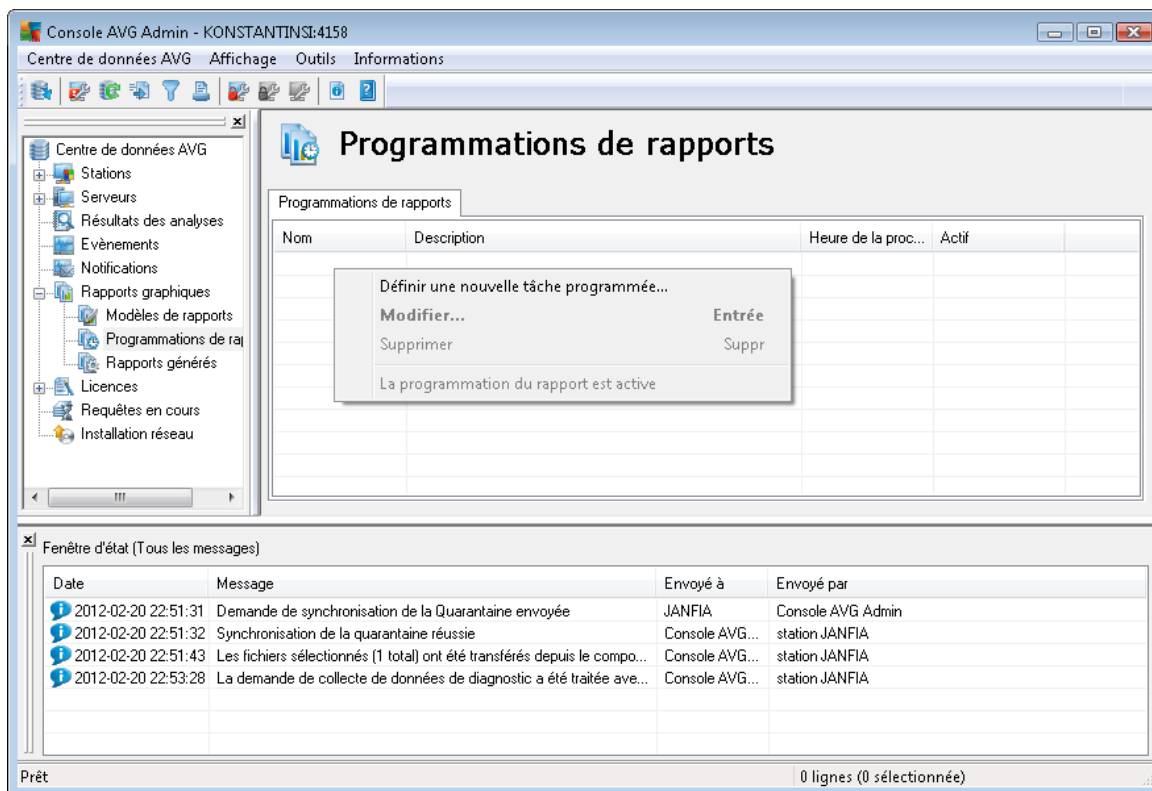 Console AVG Admin - KONSTANTINSI:4158
Centre de données AVG Affichage Outils Informations
Centre de données AVG
Stations
Serveurs
Résultats des analyses
Evènements
Notifications
Rapports graphiques
Modèles de rapports
Programmations de rap
Rapports générés
Licences
Requêtes en cours
Installation réseau
Programmations de rapports
Programmations de rapports
Nom Description Heure de la proc... Actif
Définir une nouvelle tâche programmée...
Modifier... Entrée
Supprimer Suppr
La programmation du rapport est active
Fenêtre d'état (Tous les messages)
Date Message Envoyé à Envoyé par
2012-02-20 22:51:31 Demande de synchronisation de la Quarantaine envoyée JANFIA Console AVG Admin
2012-02-20 22:51:32 Synchronisation de la quarantaine réussie Console AVG... station JANFIA
2012-02-20 22:51:43 Les fichiers sélectionnés (1 total) ont été transférés depuis le compo... Console AVG... station JANFIA
2012-02-20 22:53:28 La demande de collecte de données de diagnostic a été traitée ave... Console AVG... station JANFIA
Prêt 0 lignes (0 sélectionnée)